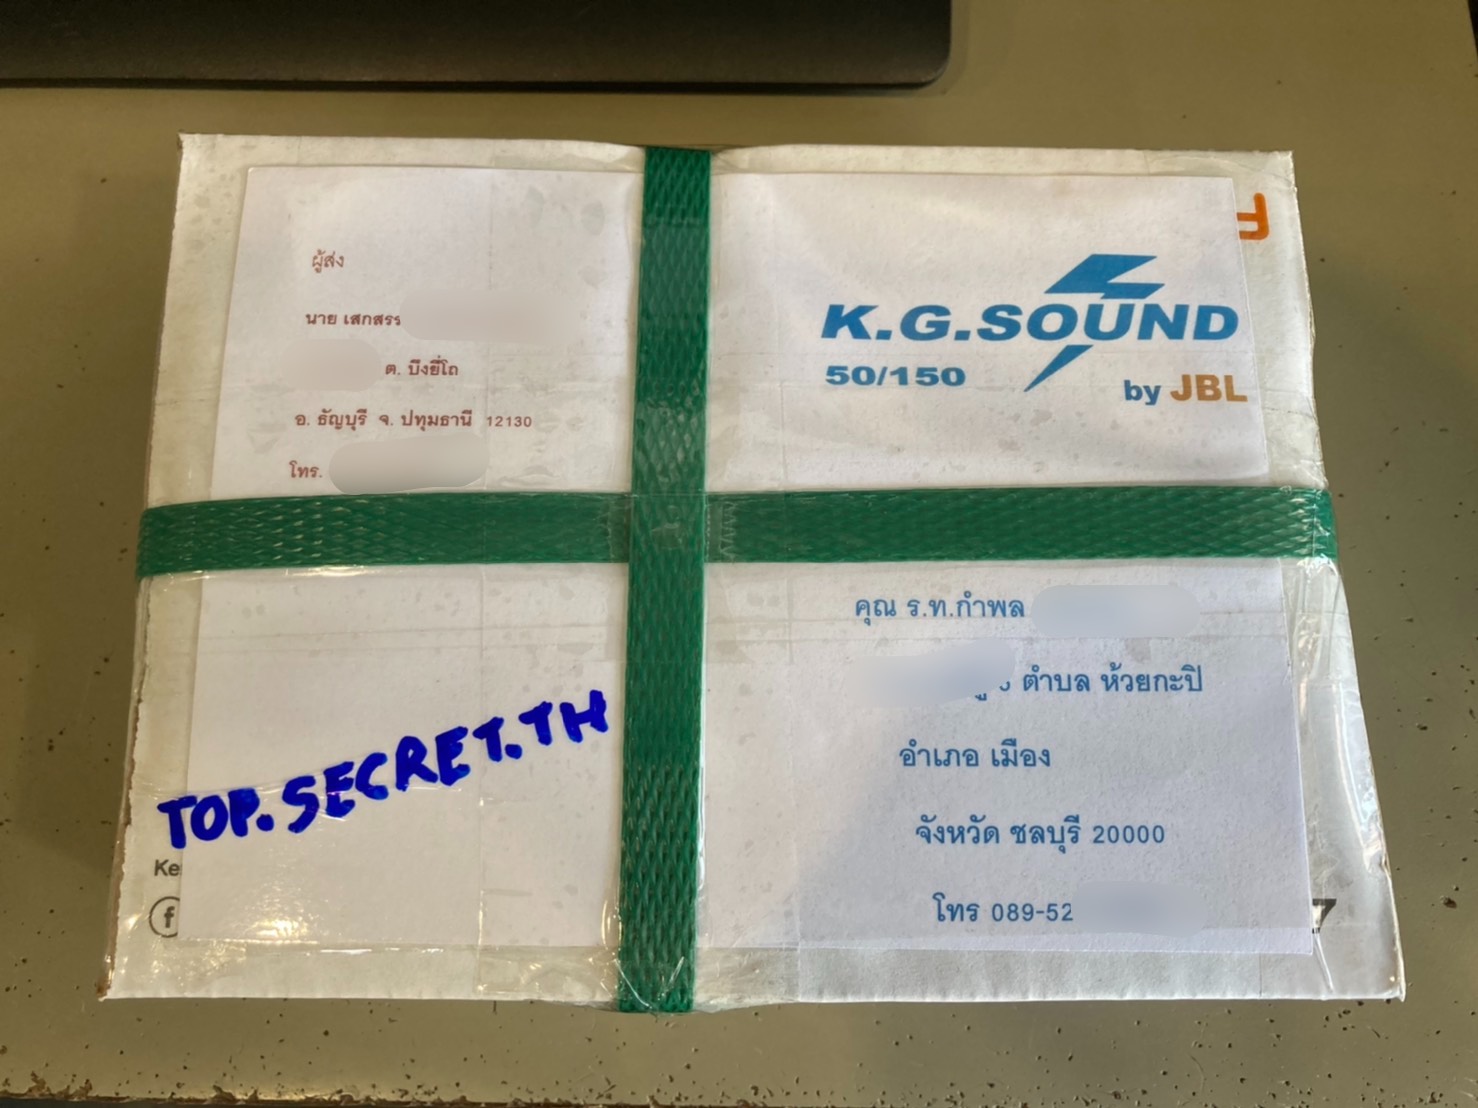 ผู้ส่ง
นาย เสกสรร
ต. บึงยี่โถ
อ. ธัญบุรี จ. ปทุมธานี 12130
โทร.
K.G.SOUND
50/150
by JBL
คุณ ร.ท.กำพล
ตำบล ห้วยกะปิ
อำเภอ เมือง
จังหวัด ชลบุรี 20000
โทร 089-52
TOP.SECRET.TH
Ke
f
7